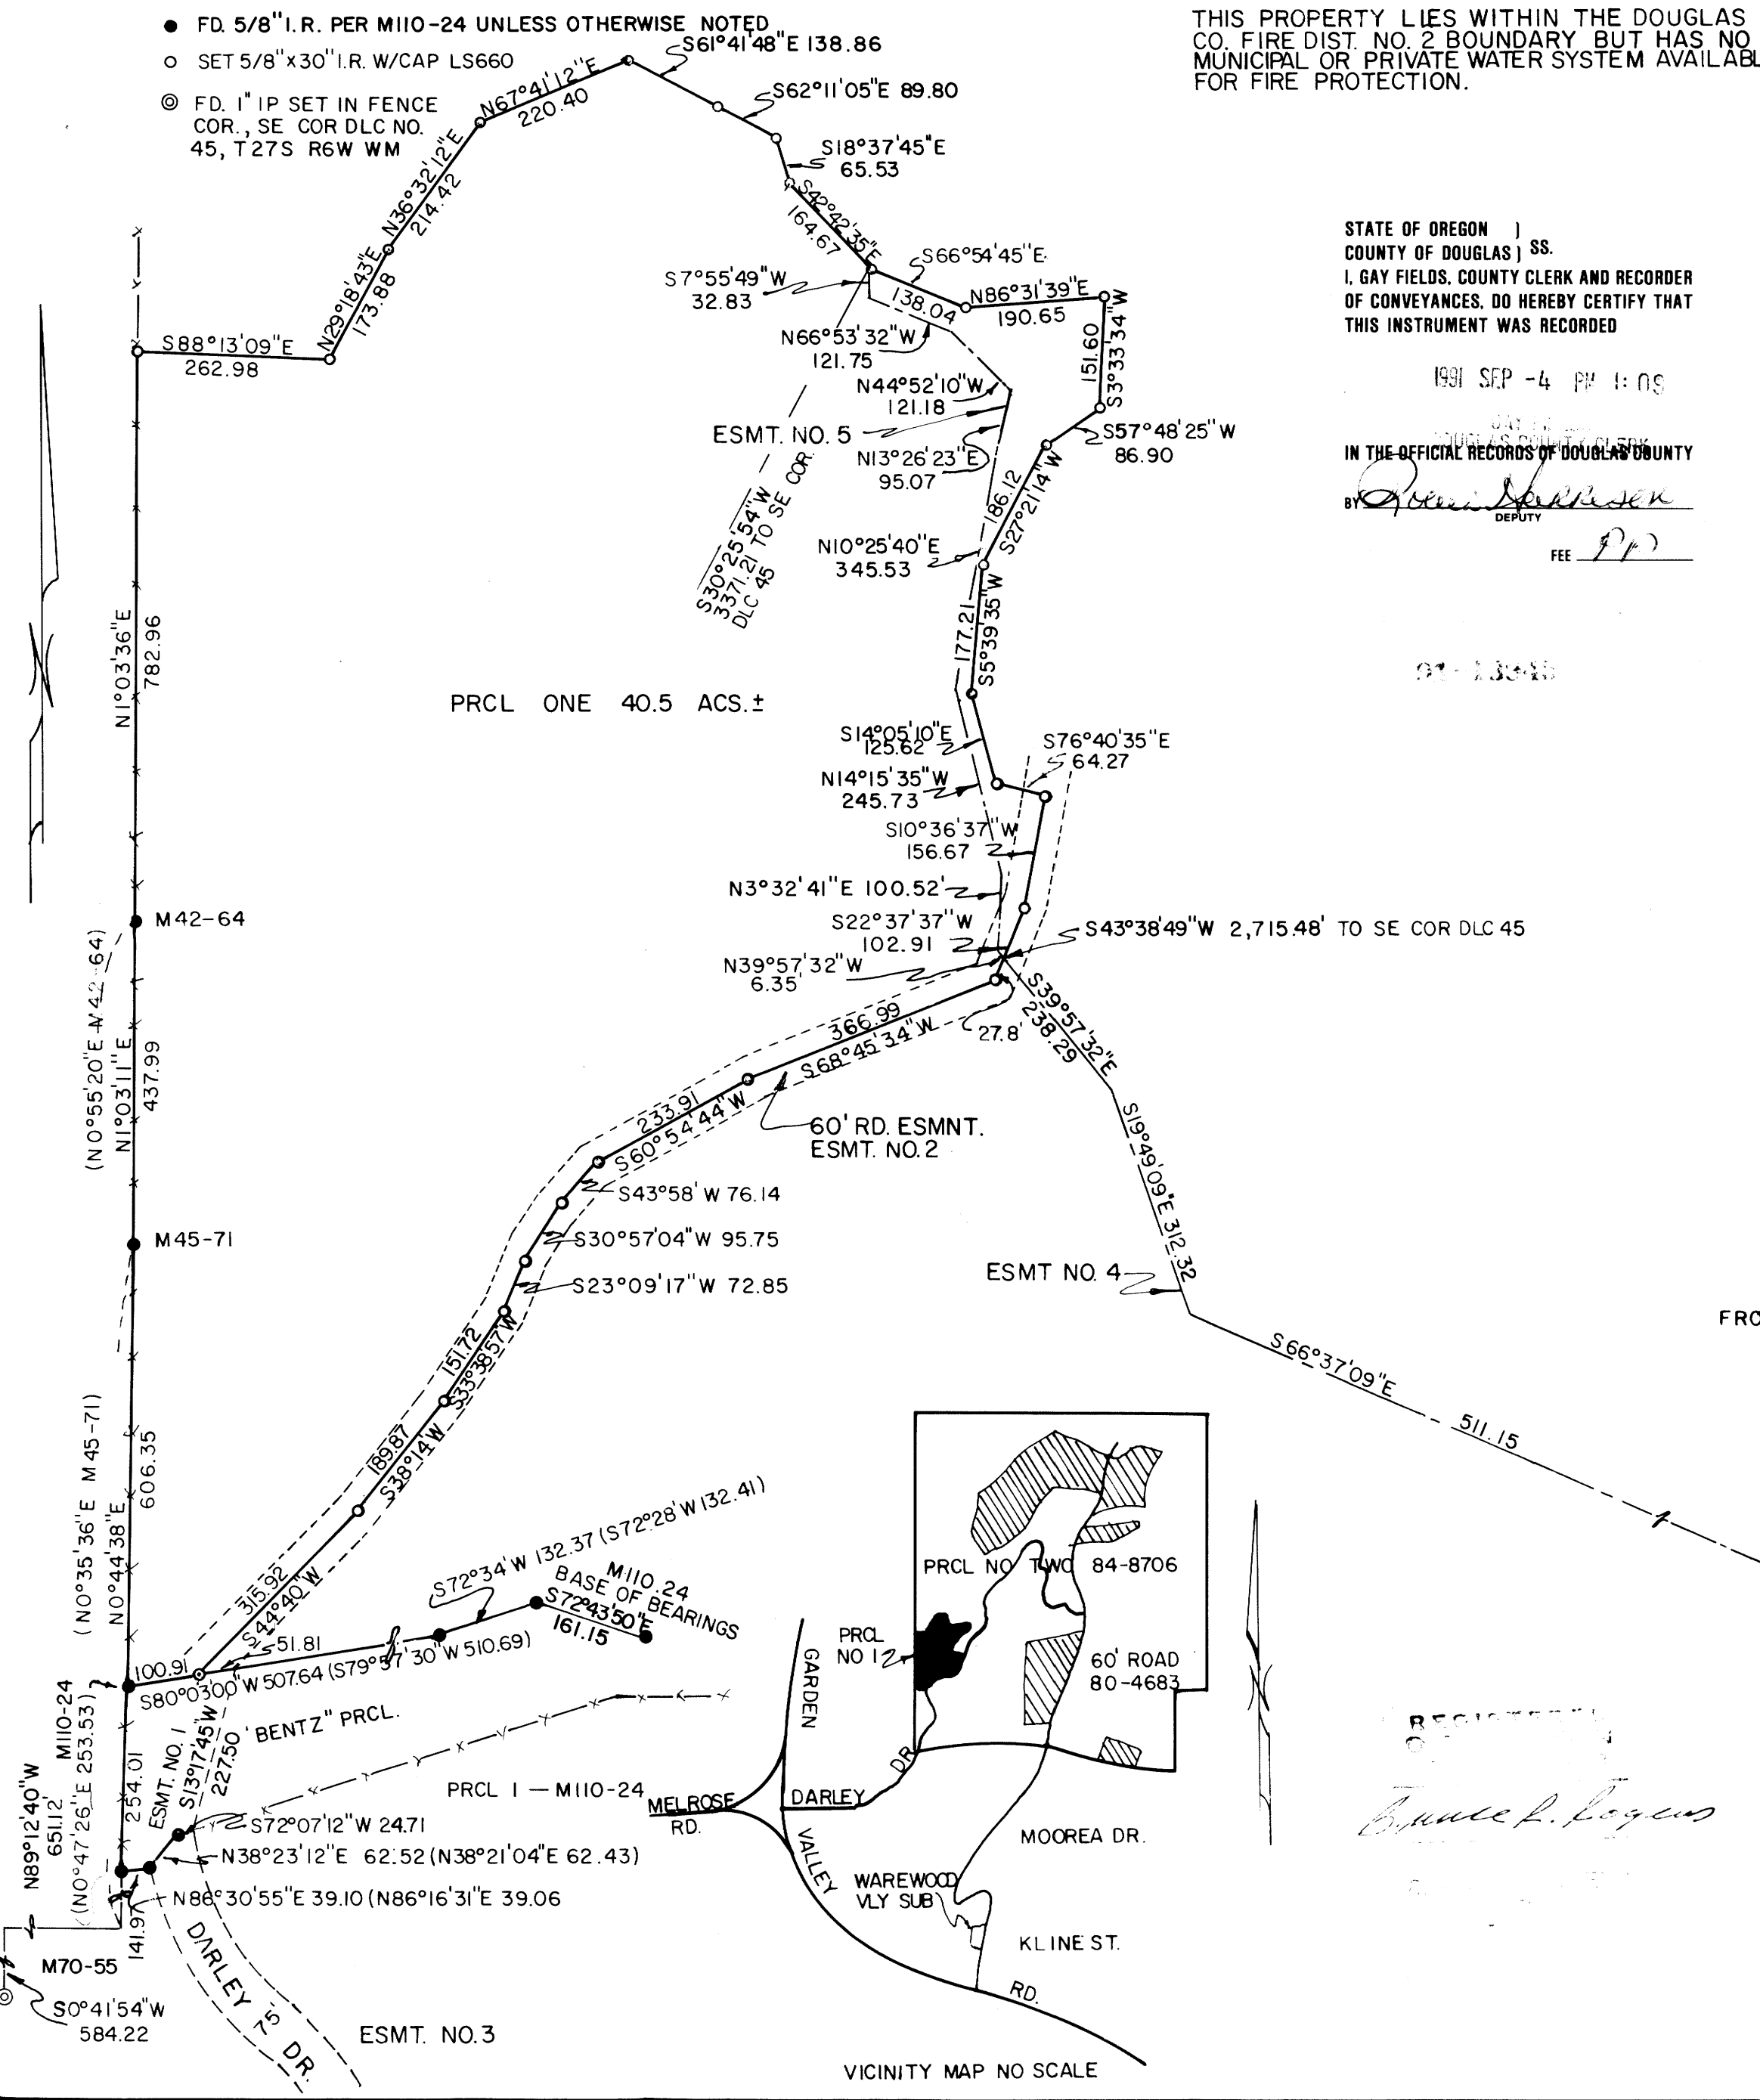 ● FD. 5/8" I.R. PER M110-24 UNLESS OTHERWISE NOTED
○ SET 5/8"x30" I.R. W/CAP LS660
◎ FD. 1" IP SET IN FENCE
COR., SE COR DLC NO.
45, T27S R6W WM
THIS PROPERTY LIES WITHIN THE DOUGLAS
CO. FIRE DIST. NO. 2 BOUNDARY BUT HAS NO
MUNICIPAL OR PRIVATE WATER SYSTEM AVAILABL
FOR FIRE PROTECTION.
STATE OF OREGON )
COUNTY OF DOUGLAS ) SS.
I, GAY FIELDS, COUNTY CLERK AND RECORDER
OF CONVEYANCES, DO HEREBY CERTIFY THAT
THIS INSTRUMENT WAS RECORDED
1991 SEP -4 PM 1:09
DOUGLAS COUNTY CLERK
IN THE OFFICIAL RECORDS OF DOUGLAS COUNTY
BY
DEPUTY
FEE
S61°41'48"E 138.86
S62°11'05"E 89.80
N67°41'12"E
220.40
N36°32'12"E
214.42
N29°18'43"E
173.88
S88°13'09"E
262.98
S18°37'45"E
65.53
S42°42'35"E
164.67
S66°54'45"E
138.04
S7°55'49"W
32.83
N86°31'39"E
190.65
S3°33'34"W
151.60
N66°53'32"W
121.75
N44°52'10"W
121.18
ESMT. NO. 5
S57°48'25"W
86.90
N13°26'23"E
95.07
S27°21'14"W
186.12
S30°25'54"W
3371.21 TO SE COR.
DLC 45
N10°25'40"E
345.53
S5°39'35"W
177.21
N1°03'36"E
782.96
PRCL ONE 40.5 ACS.±
S14°05'10"E
125.62
S76°40'35"E
64.27
N14°15'35"W
245.73
S10°36'37"W
156.67
N3°32'41"E 100.52'
S22°37'37"W
102.91
S43°38'49"W 2,715.48' TO SE COR DLC 45
N39°57'32"W
6.35'
M42-64
(N0°55'20"E M42-64)
N1°03'11"E
437.99
366.99
S68°45'34"W
27.8'
S39°57'32"E
238.29
233.91
S60°54'44"W
60' RD. ESMNT.
ESMT. NO. 2
S19°49'09"E 312.32
S43°58'W 76.14
S30°57'04"W 95.75
S23°09'17"W 72.85
M45-71
ESMT NO. 4
FRO
S66°37'09"E
511.15
151.72
S33°38'57"W
189.87
S38°14'W
(N0°35'36"E M45-71)
N0°44'38"E
606.35
315.92
S44°40'W
S72°34'W 132.37 (S72°28'W 132.41)
M110.24
BASE OF BEARINGS
S72°43'50"E
161.15
51.81
100.91
S80°03'00"W 507.64 (S79°57'30"W 510.69)
"BENTZ" PRCL.
M110-24
(N0°47'26"E 253.53)
254.01
ESMT. NO. 1
S13°17'45"W
227.50
PRCL 1 — M110-24
N89°12'40"W
651.12'
S72°07'12"W 24.71
N38°23'12"E 62.52 (N38°21'04"E 62.43)
N86°30'55"E 39.10 (N86°16'31"E 39.06
141.97
M70-55
S0°41'54"W
584.22
DARLEY DR.
75'
ESMT. NO. 3
PRCL NO TWO 84-8706
PRCL
NO 1
60' ROAD
80-4683
GARDEN
VALLEY
RD.
MELROSE
RD.
DARLEY
DR
MOOREA DR.
WAREWOOD
VLY SUB
KLINE ST.
VICINITY MAP NO SCALE